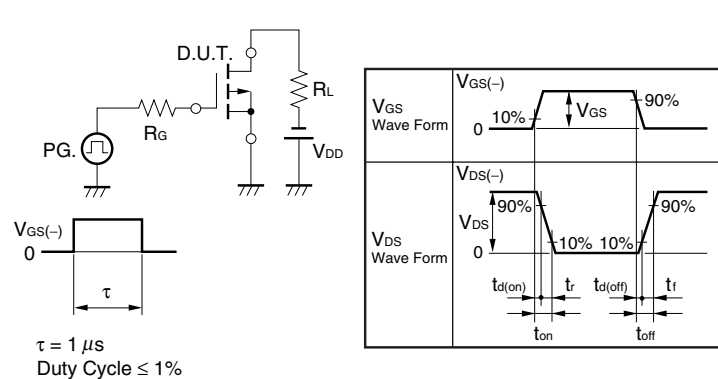 D.U.T.
RL
RG
PG.
VDD
VGS(−)
0
τ
τ = 1 μs
Duty Cycle ≤ 1%
VGS
Wave Form
VGS(−)
10%
VGS
90%
0
VDS
Wave Form
VDS(−)
90%
VDS
90%
10% 10%
0
td(on) tr td(off) tf
ton toff